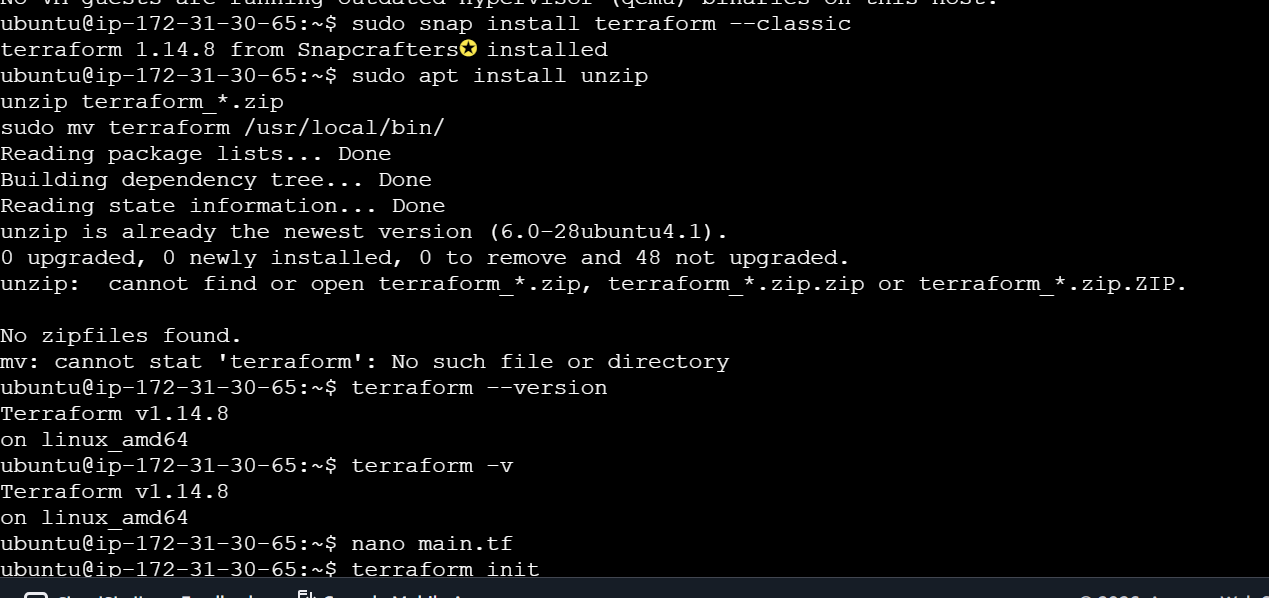 ubuntu@ip-172-31-30-65:~$ sudo snap install terraform --classic
terraform 1.14.8 from Snapcrafters✪ installed
ubuntu@ip-172-31-30-65:~$ sudo apt install unzip
unzip terraform_*.zip
sudo mv terraform /usr/local/bin/
Reading package lists... Done
Building dependency tree... Done
Reading state information... Done
unzip is already the newest version (6.0-28ubuntu4.1).
0 upgraded, 0 newly installed, 0 to remove and 48 not upgraded.
unzip:  cannot find or open terraform_*.zip, terraform_*.zip.zip or terraform_*.zip.ZIP.
No zipfiles found.
mv: cannot stat 'terraform': No such file or directory
ubuntu@ip-172-31-30-65:~$ terraform --version
Terraform v1.14.8
on linux_amd64
ubuntu@ip-172-31-30-65:~$ terraform -v
Terraform v1.14.8
on linux_amd64
ubuntu@ip-172-31-30-65:~$ nano main.tf
ubuntu@ip-172-31-30-65:~$ terraform init